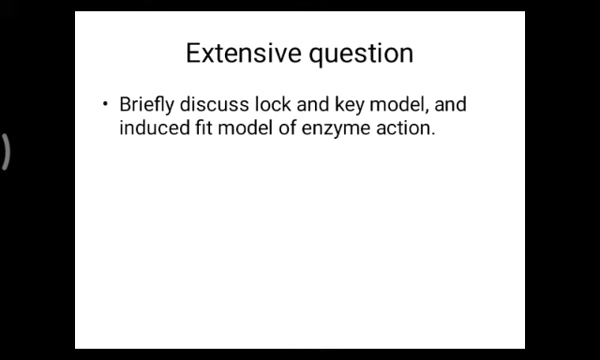 Extensive question
• Briefly discuss lock and key model, and
induced fit model of enzyme action.